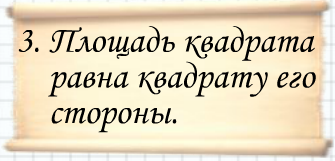 3. Площадь квадрата
равна квадрату его
стороны.